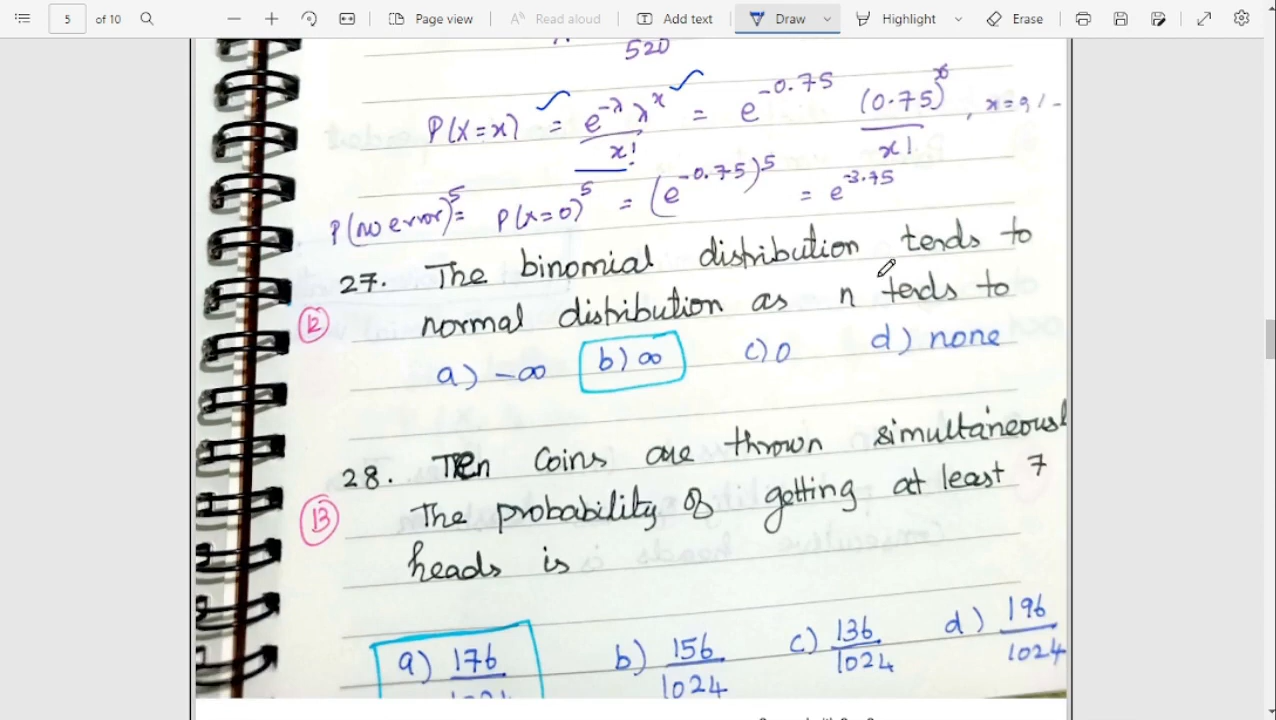 5 of 10 Page view Read aloud Add text Draw Highlight Erase
520
P(X=x) = e^-λ λ^x / x! = e^-0.75 (0.75)^x / x! , x=0,1-
P(no error)^5 = P(x=0)^5 = (e^-0.75)^5 = e^-3.75
27. The binomial distribution tends to
12 normal distribution as n tends to
a) -∞ b) ∞ c) 0 d) none
28. Ten Coins are thrown simultaneousl
13 The probability of getting at least 7
heads is
a) 176 b) 156/1024 c) 136/1024 d) 196/1024